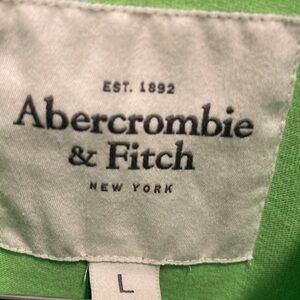 EST. 1892
Abercrombie
& Fitch
NEW YORK
L